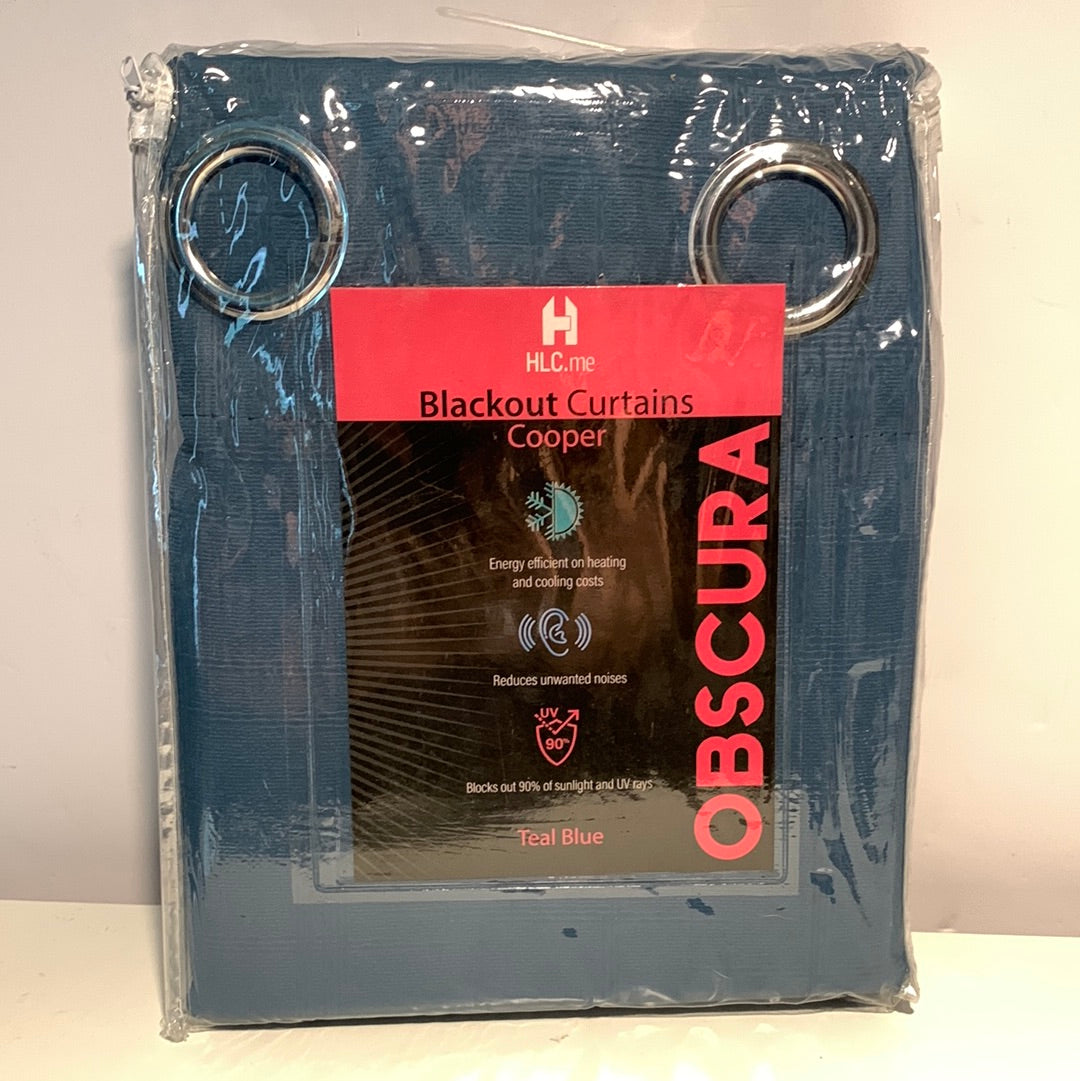 HLC.me
Blackout Curtains
Cooper
Energy efficient on heating
and cooling costs
Reduces unwanted noises
UV
90%
Blocks out 90% of sunlight and UV rays
Teal Blue
OBSCURA